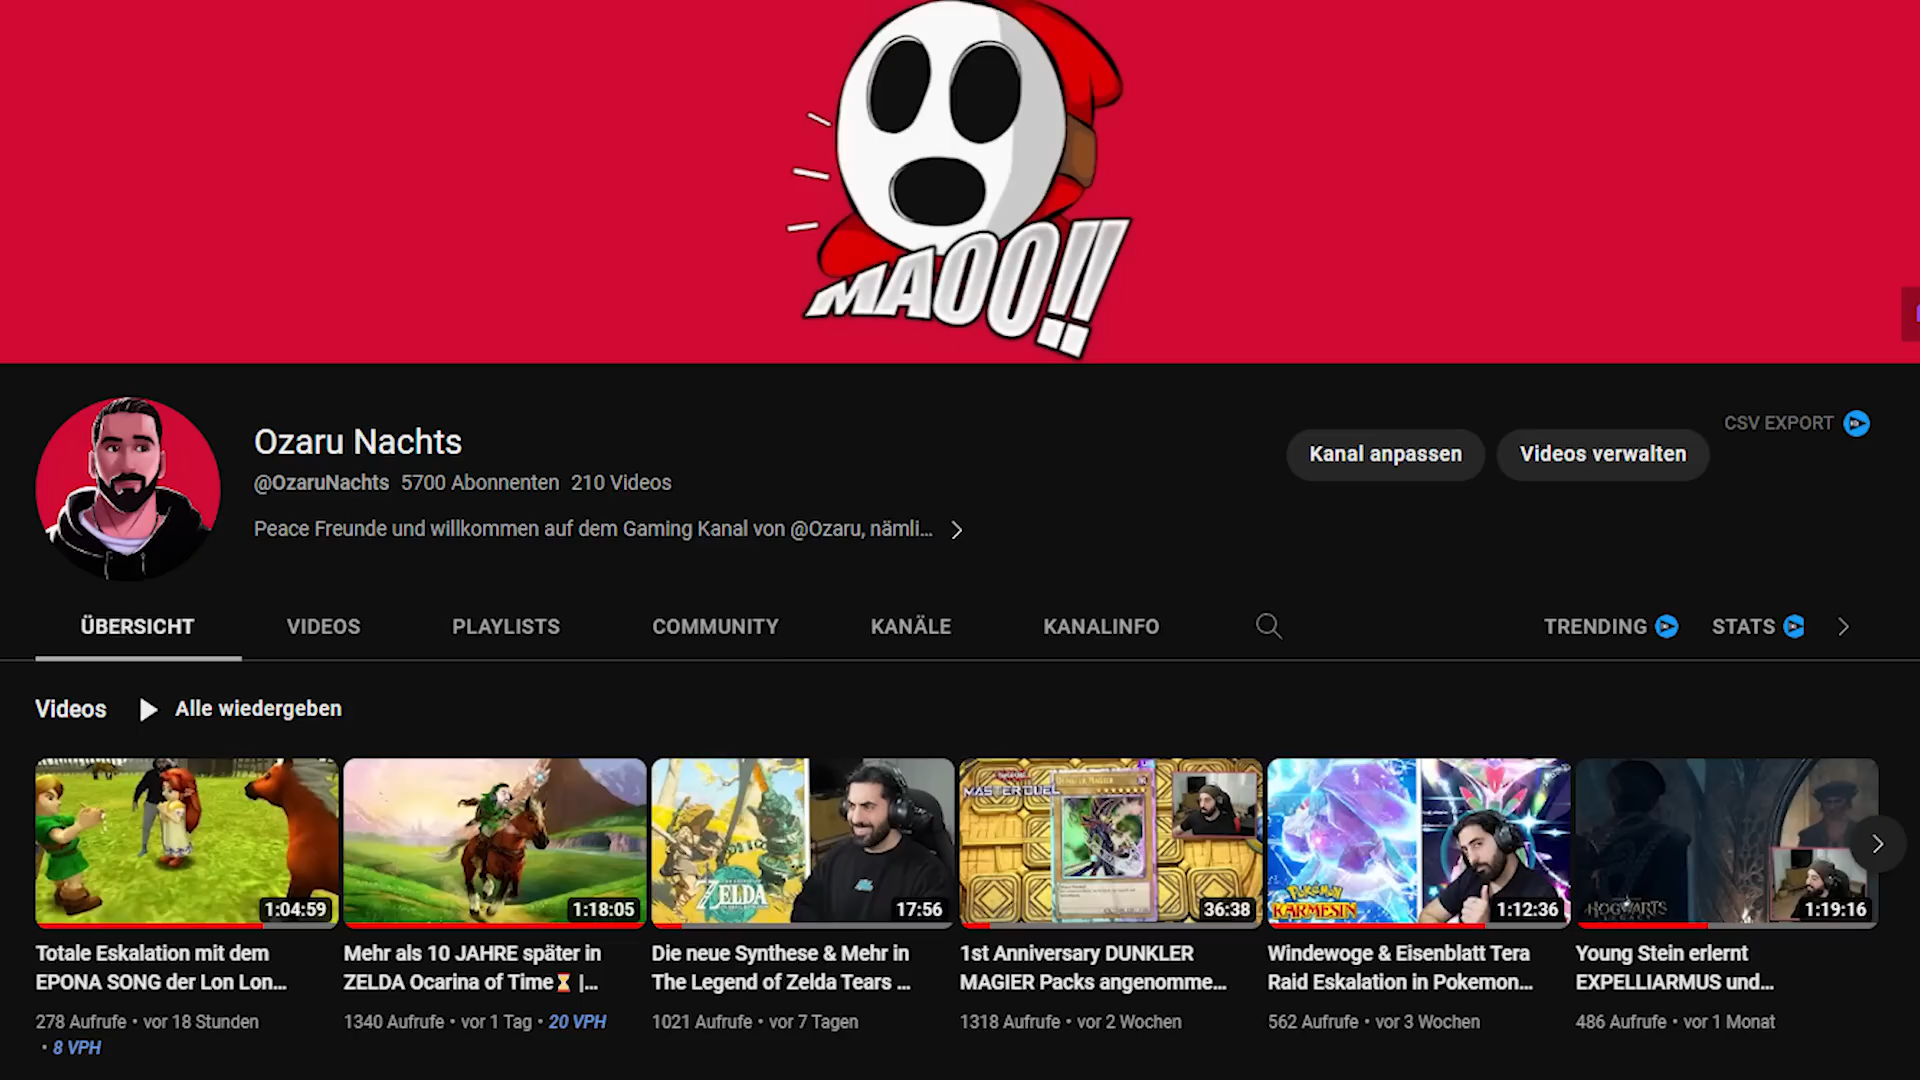 MAOO!!
CSV EXPORT
Ozaru Nachts
Kanal anpassen
Videos verwalten
@OzaruNachts 5700 Abonnenten 210 Videos
Peace Freunde und willkommen auf dem Gaming Kanal von @Ozaru, nämli...
ÜBERSICHT
VIDEOS
PLAYLISTS
COMMUNITY
KANÄLE
KANALINFO
TRENDING
STATS
Videos
Alle wiedergeben
MASTER DUEL
ZELDA
POKÉMON
KARMESIN
HOGWARTS
1:04:59
1:18:05
17:56
36:38
1:12:36
1:19:16
Totale Eskalation mit dem
EPONA SONG der Lon Lon...
278 Aufrufe • vor 18 Stunden
• 8 VPH
Mehr als 10 JAHRE später in
ZELDA Ocarina of Time⏳ |...
1340 Aufrufe • vor 1 Tag • 20 VPH
Die neue Synthese & Mehr in
The Legend of Zelda Tears ...
1021 Aufrufe • vor 7 Tagen
1st Anniversary DUNKLER
MAGIER Packs angenomme...
1318 Aufrufe • vor 2 Wochen
Windewoge & Eisenblatt Tera
Raid Eskalation in Pokemon...
562 Aufrufe • vor 3 Wochen
Young Stein erlernt
EXPELLIARMUS und...
486 Aufrufe • vor 1 Monat